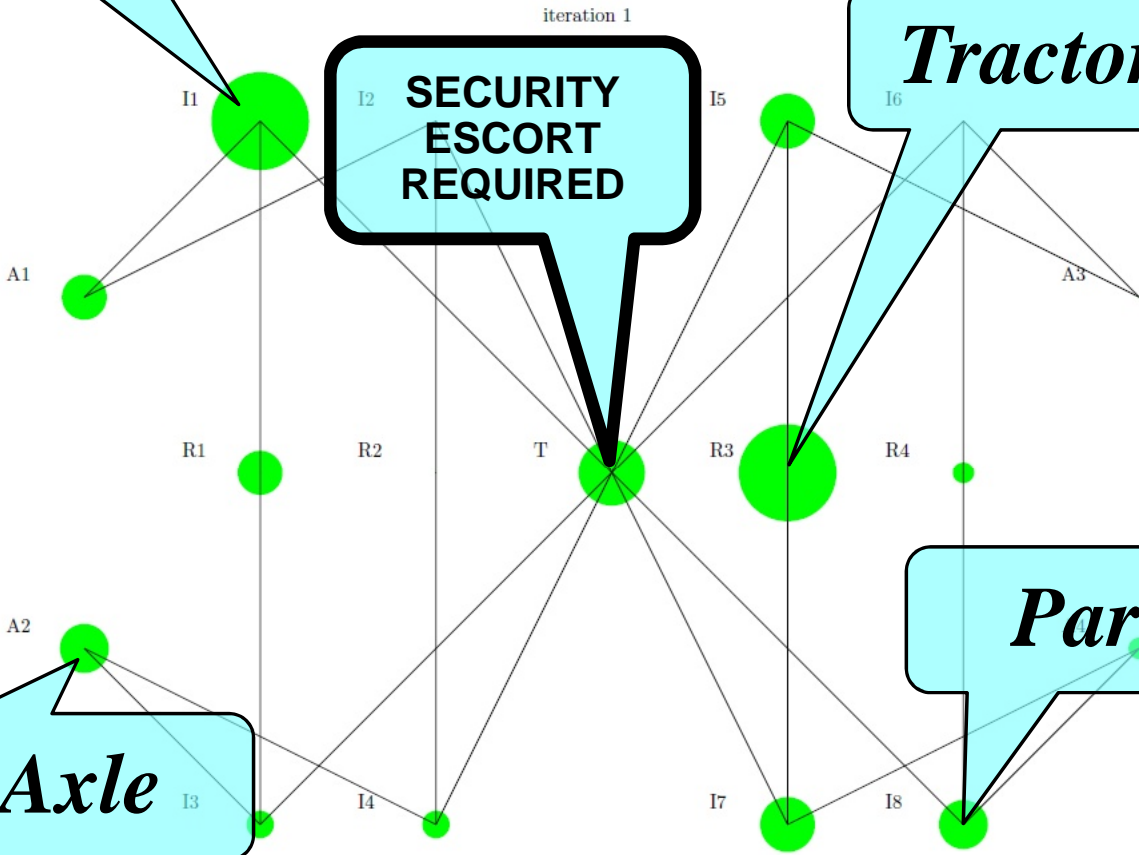 iteration 1
Tractor
I1
I2
SECURITY
ESCORT
REQUIRED
I5
I6
A1
A3
R1
R2
T
R3
R4
A2
Par
Axle
I3
I4
I7
I8